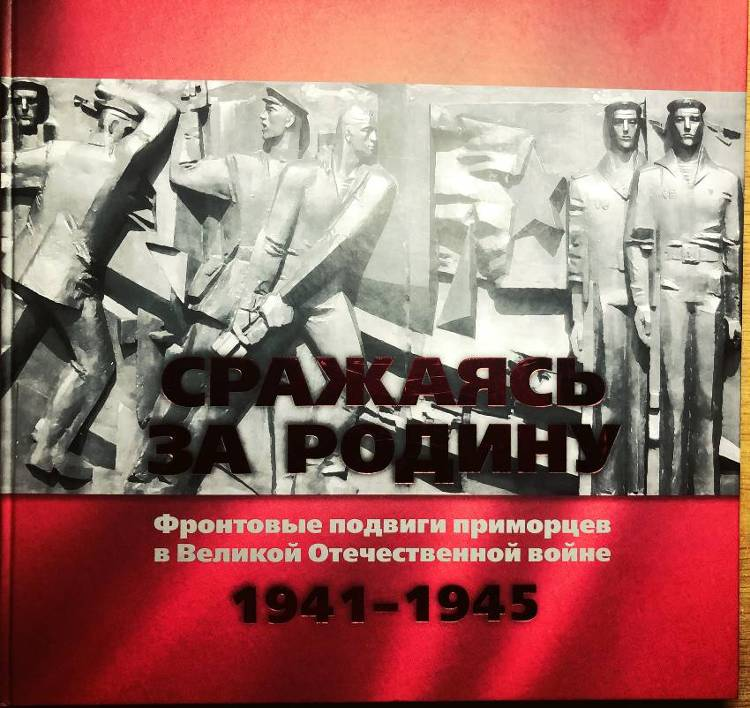 СРАЖАЯСЬ
ЗА РОДИНУ
Фронтовые подвиги приморцев
в Великой Отечественной войне
1941–1945